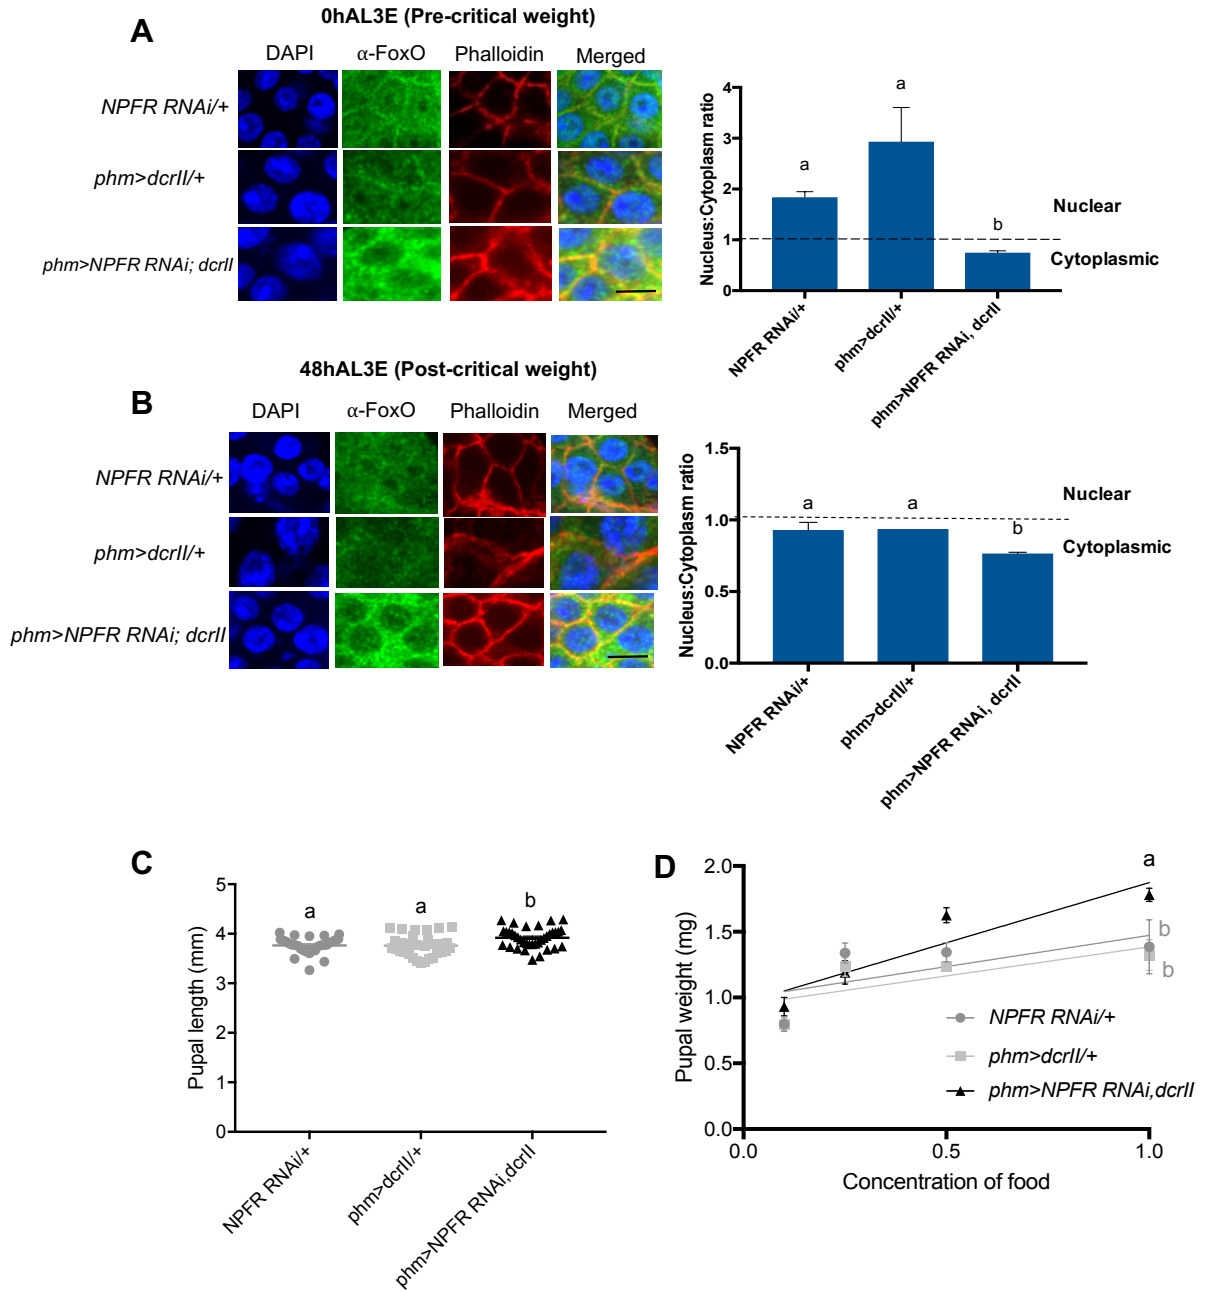 A
0hAL3E (Pre-critical weight)
DAPI α-FoxO Phalloidin Merged
NPFR RNAi/+
phm>dcrII/+
phm>NPFR RNAi; dcrII
Nucleus:Cytoplasm ratio
4
3
2
1
0
a
a
b
Nuclear
Cytoplasmic
NPFR RNAi/+
phm>dcrII/+
phm>NPFR RNAi, dcrII
48hAL3E (Post-critical weight)
B
DAPI α-FoxO Phalloidin Merged
NPFR RNAi/+
phm>dcrII/+
phm>NPFR RNAi; dcrII
Nucleus:Cytoplasm ratio
1.5
1.0
0.5
0.0
a
a
b
Nuclear
Cytoplasmic
NPFR RNAi/+
phm>dcrII/+
phm>NPFR RNAi, dcrII
C
Pupal length (mm)
5
4
3
2
1
0
a
a
b
NPFR RNAi/+
phm>dcrII/+
phm>NPFR RNAi,dcrII
D
Pupal weight (mg)
2.0
1.5
1.0
0.5
0.0
a
b
b
NPFR RNAi/+
phm>dcrII/+
phm>NPFR RNAi,dcrII
0.0 0.5 1.0
Concentration of food